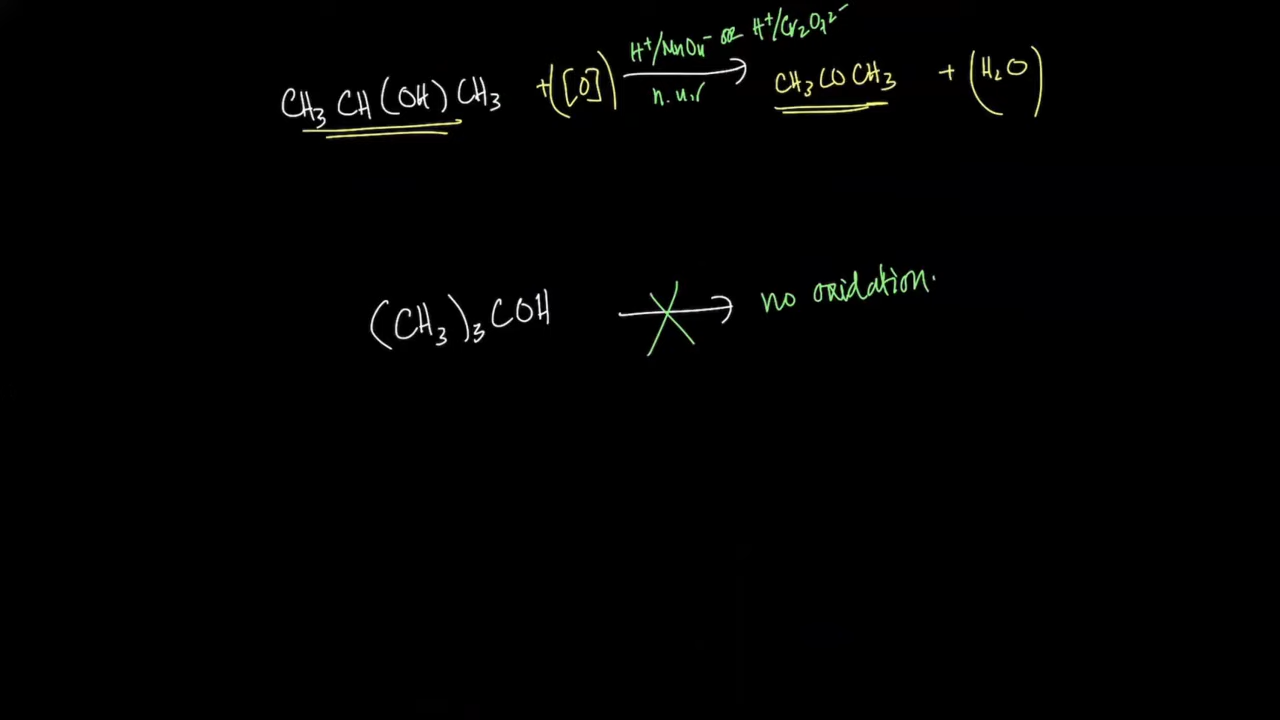 H⁺/MnO₄⁻ or H⁺/Cr₂O₇²⁻
CH₃CH(OH)CH₃ + ([O]) → CH₃COCH₃ + (H₂O)
(CH₃)₃COH → no oxidation.